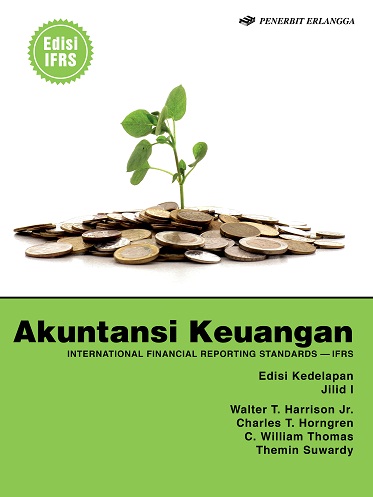 PENERBIT ERLANGGA
Edisi
IFRS
Akuntansi Keuangan
INTERNATIONAL FINANCIAL REPORTING STANDARDS — IFRS
Edisi Kedelapan
Jilid I
Walter T. Harrison Jr.
Charles T. Horngren
C. William Thomas
Themin Suwardy